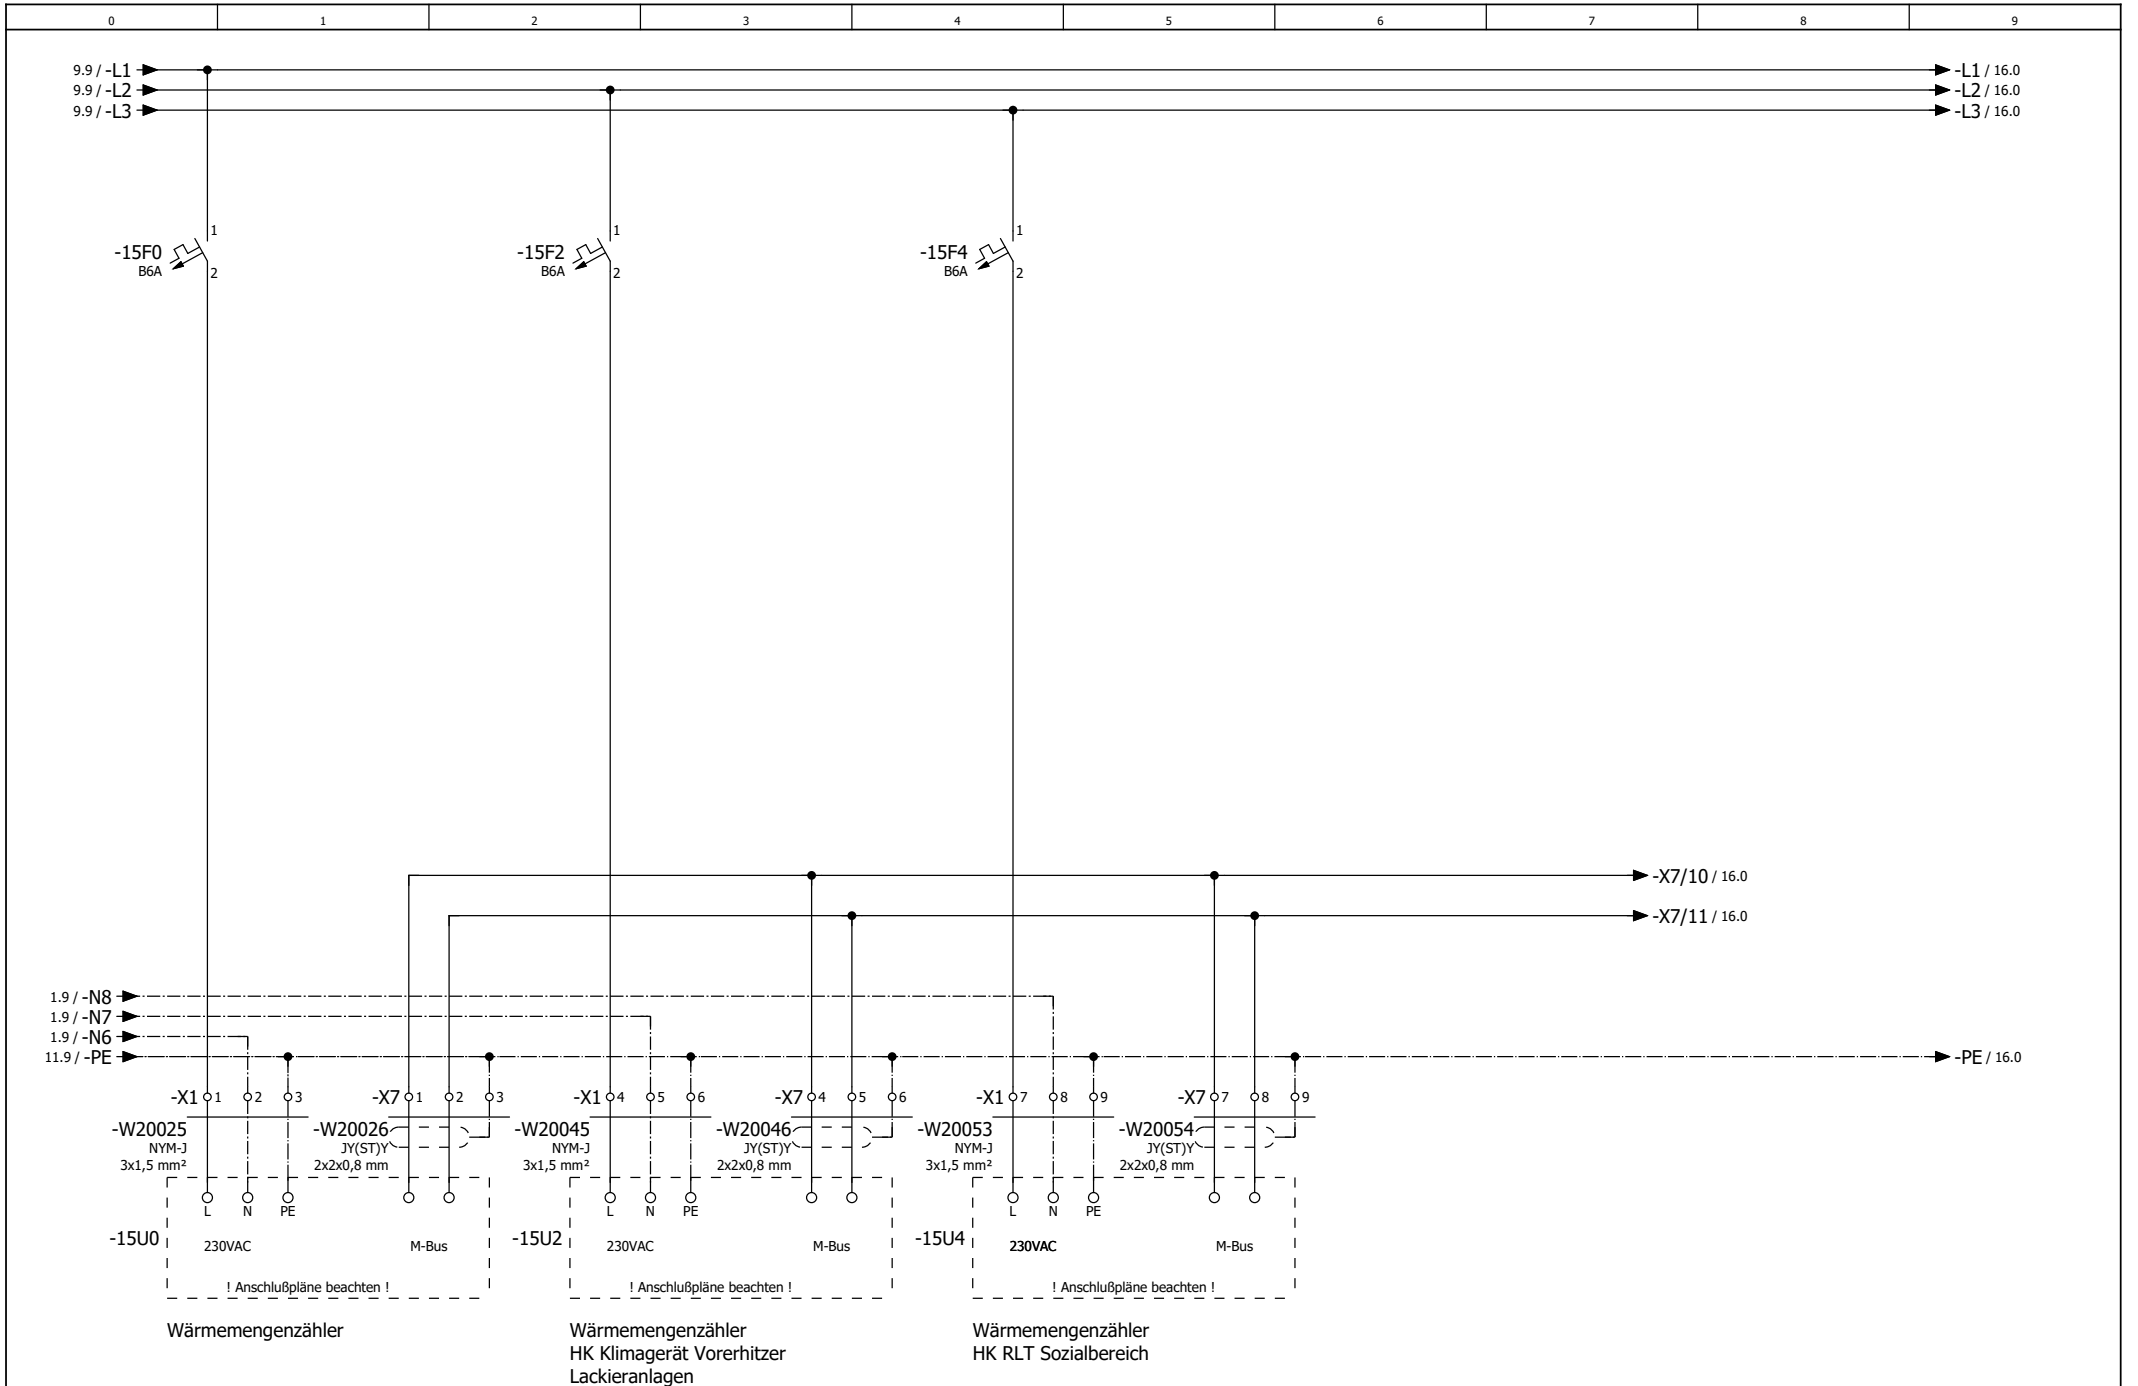 0 1 2 3 4 5 6 7 8 9
9.9 / -L1 -L1 / 16.0
9.9 / -L2 -L2 / 16.0
9.9 / -L3 -L3 / 16.0
1 1 1
-15F0 -15F2 -15F4
B6A B6A B6A
2 2 2
-X7/10 / 16.0
-X7/11 / 16.0
1.9 / -N8
1.9 / -N7
1.9 / -N6
11.9 / -PE -PE / 16.0
-X1 1 2 3 -X7 1 2 3 -X1 4 5 6 -X7 4 5 6 -X1 7 8 9 -X7 7 8 9
-W20025 -W20026 -W20045 -W20046 -W20053 -W20054
NYM-J JY(ST)Y NYM-J JY(ST)Y NYM-J JY(ST)Y
3x1,5 mm² 2x2x0,8 mm 3x1,5 mm² 2x2x0,8 mm 3x1,5 mm² 2x2x0,8 mm
L N PE L N PE L N PE
-15U0 230VAC M-Bus -15U2 230VAC M-Bus -15U4 230VAC M-Bus
! Anschlußpläne beachten ! ! Anschlußpläne beachten ! ! Anschlußpläne beachten !
Wärmemengenzähler Wärmemengenzähler Wärmemengenzähler
HK Klimagerät Vorerhitzer HK RLT Sozialbereich
Lackieranlagen